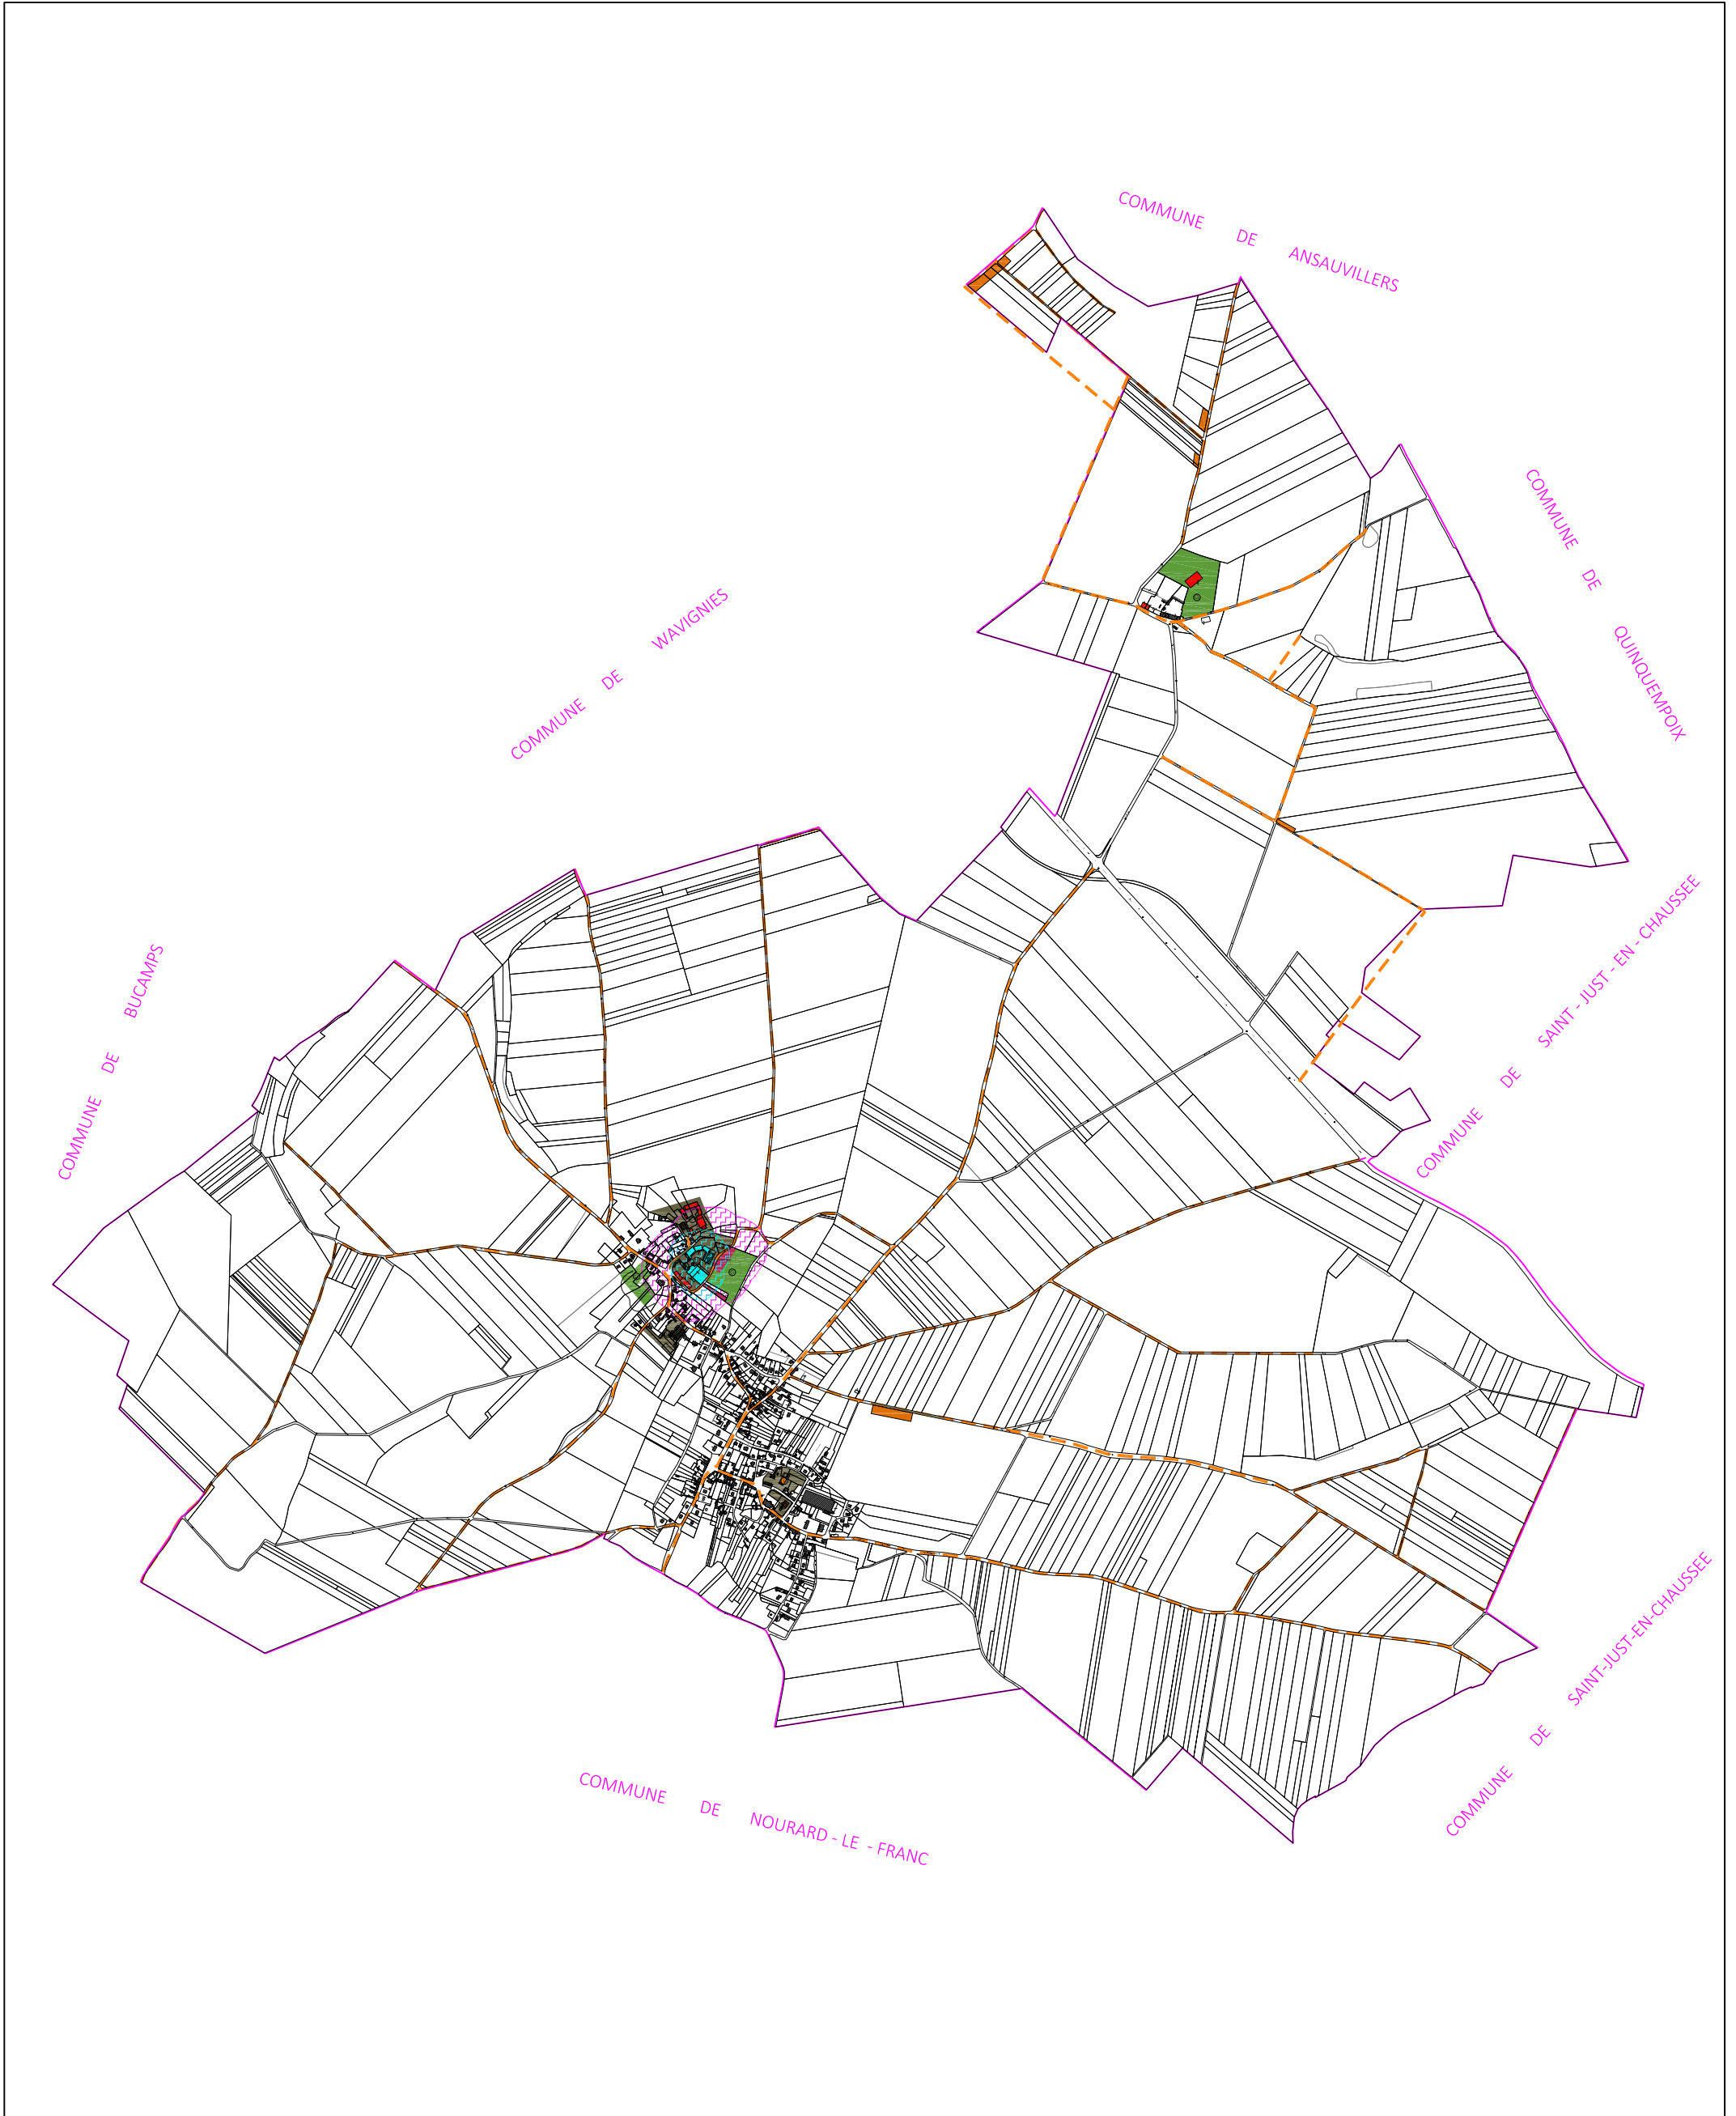 COMMUNE DE ANSAUVILLERS
COMMUNE DE QUINQUEMPOIX
COMMUNE DE WAVIGNIES
COMMUNE DE SAINT - JUST - EN - CHAUSSEE
COMMUNE DE BUCAMPS
COMMUNE DE SAINT-JUST-EN-CHAUSSEE
COMMUNE DE NOURARD - LE - FRANC